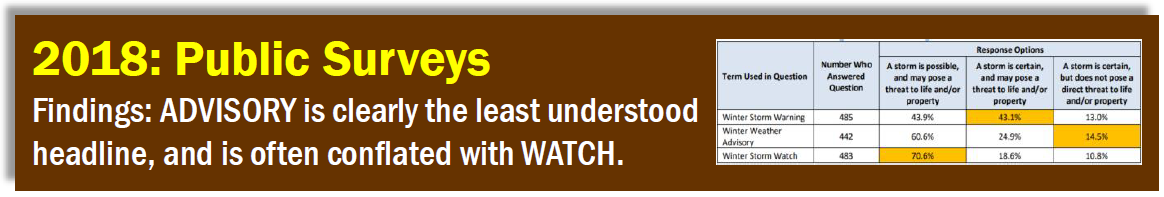 2018: Public Surveys
Findings: ADVISORY is clearly the least understood
headline, and is often conflated with WATCH.
Term Used in Question
Number Who
Answered
Question
Response Options
A storm is possible,
and may pose a
threat to life and/or
property
A storm is certain,
and may pose a
threat to life and/or
property
A storm is certain,
but does not pose a
direct threat to life
and/or property
Winter Storm Warning 485 43.9% 43.1% 13.0%
Winter Weather
Advisory 442 60.6% 24.9% 14.5%
Winter Storm Watch 483 70.6% 18.6% 10.8%